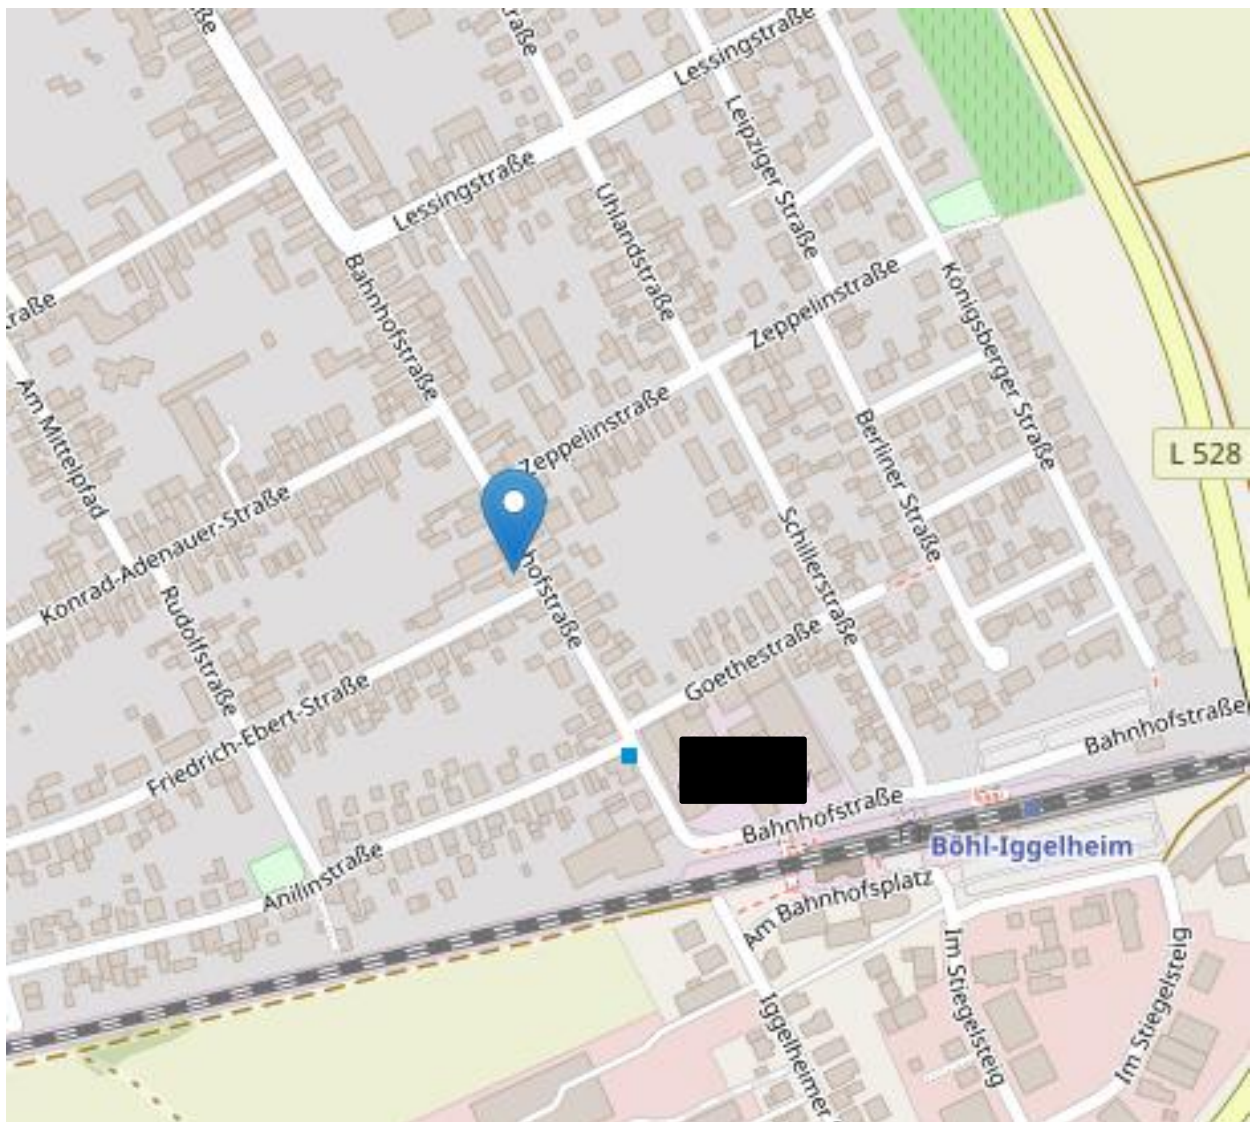 Lessingstraße
Lessingstraße
Leipziger Straße
Uhlandstraße
Bahnhofstraße
Zeppelinstraße
Königsberger Straße
Am Mittelpfad
Zeppelinstraße
Berliner Straße
L 528
Konrad-Adenauer-Straße
Schillerstraße
Rudolfstraße
Goethestraße
Friedrich-Ebert-Straße
Bahnhofstraße
Bahnhofstraße
Böhl-Iggelheim
Anilinstraße
Am Bahnhofsplatz
Im Stiegelsteig
Im Stiegelsteig
Iggelheimer